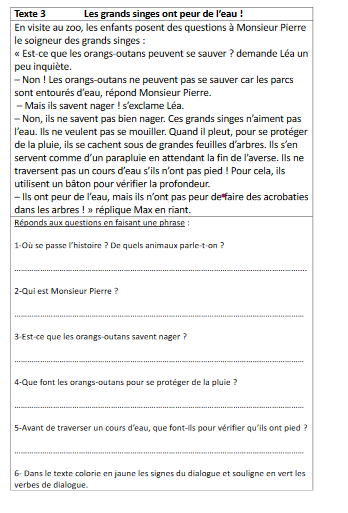 Texte 3 Les grands singes ont peur de l'eau !
En visite au zoo, les enfants posent des questions à Monsieur Pierre
le soigneur des grands singes :
« Est-ce que les orangs-outans peuvent se sauver ? demande Léa un
peu inquiète.
– Non ! Les orangs-outans ne peuvent pas se sauver car les parcs
sont entourés d'eau, répond Monsieur Pierre.
– Mais ils savent nager ! s'exclame Léa.
– Non, ils ne savent pas bien nager. Ces grands singes n'aiment pas
l'eau. Ils ne veulent pas se mouiller. Quand il pleut, pour se protéger
de la pluie, ils se cachent sous de grandes feuilles d'arbres. Ils s'en
servent comme d'un parapluie en attendant la fin de l'averse. Ils ne
traversent pas un cours d'eau s'ils n'ont pas pied ! Pour cela, ils
utilisent un bâton pour vérifier la profondeur.
– Ils ont peur de l'eau, mais ils n'ont pas peur de faire des acrobaties
dans les arbres ! » réplique Max en riant.
Réponds aux questions en faisant une phrase :
1-Où se passe l'histoire ? De quels animaux parle-t-on ?
2-Qui est Monsieur Pierre ?
3-Est-ce que les orangs-outans savent nager ?
4-Que font les orangs-outans pour se protéger de la pluie ?
5-Avant de traverser un cours d'eau, que font-ils pour vérifier qu'ils ont pied ?
6- Dans le texte colorie en jaune les signes du dialogue et souligne en vert les
verbes de dialogue.